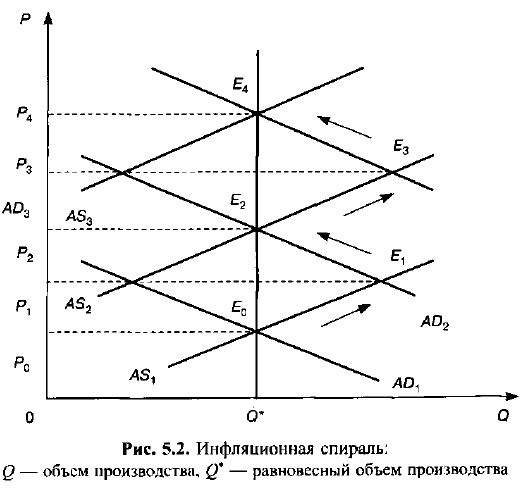 P
E₄
P₄
E₃
P₃
AD₃
AS₃
E₂
P₂
E₁
AS₂
P₁
E₀
AD₂
P₀
AS₁
AD₁
0
Q*
Q
Рис. 5.2. Инфляционная спираль:
Q — объем производства, Q* — равновесный объем производства